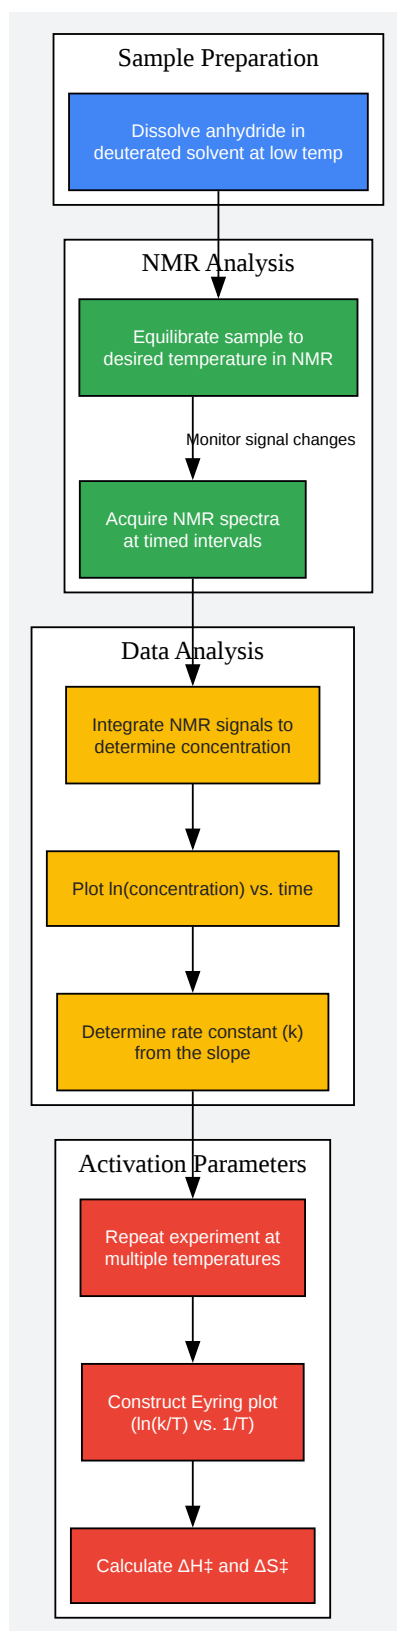 Sample Preparation
Dissolve anhydride in
deuterated solvent at low temp
NMR Analysis
Equilibrate sample to
desired temperature in NMR
Monitor signal changes
Acquire NMR spectra
at timed intervals
Data Analysis
Integrate NMR signals to
determine concentration
Plot ln(concentration) vs. time
Determine rate constant (k)
from the slope
Activation Parameters
Repeat experiment at
multiple temperatures
Construct Eyring plot
(ln(k/T) vs. 1/T)
Calculate ΔH‡ and ΔS‡